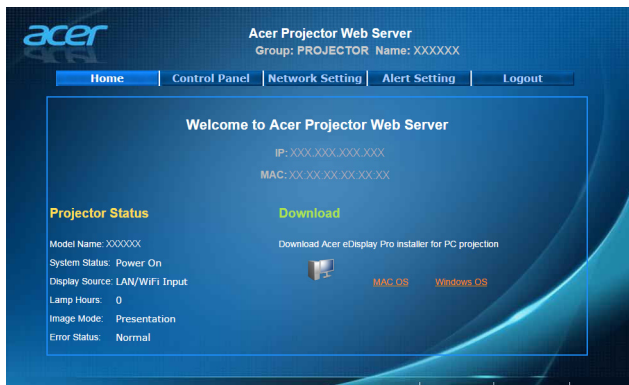 acer
Acer Projector Web Server
Group: PROJECTOR Name: XXXXXX
Home Control Panel Network Setting Alert Setting Logout
Welcome to Acer Projector Web Server
IP: XXX.XXX.XXX.XXX
MAC: XX.XX.XX.XX.XX.XX
Projector Status
Model Name: XXXXXX
System Status: Power On
Display Source: LAN/WiFi Input
Lamp Hours: 0
Image Mode: Presentation
Error Status: Normal
Download
Download Acer eDisplay Pro installer for PC projection
MAC OS Windows OS